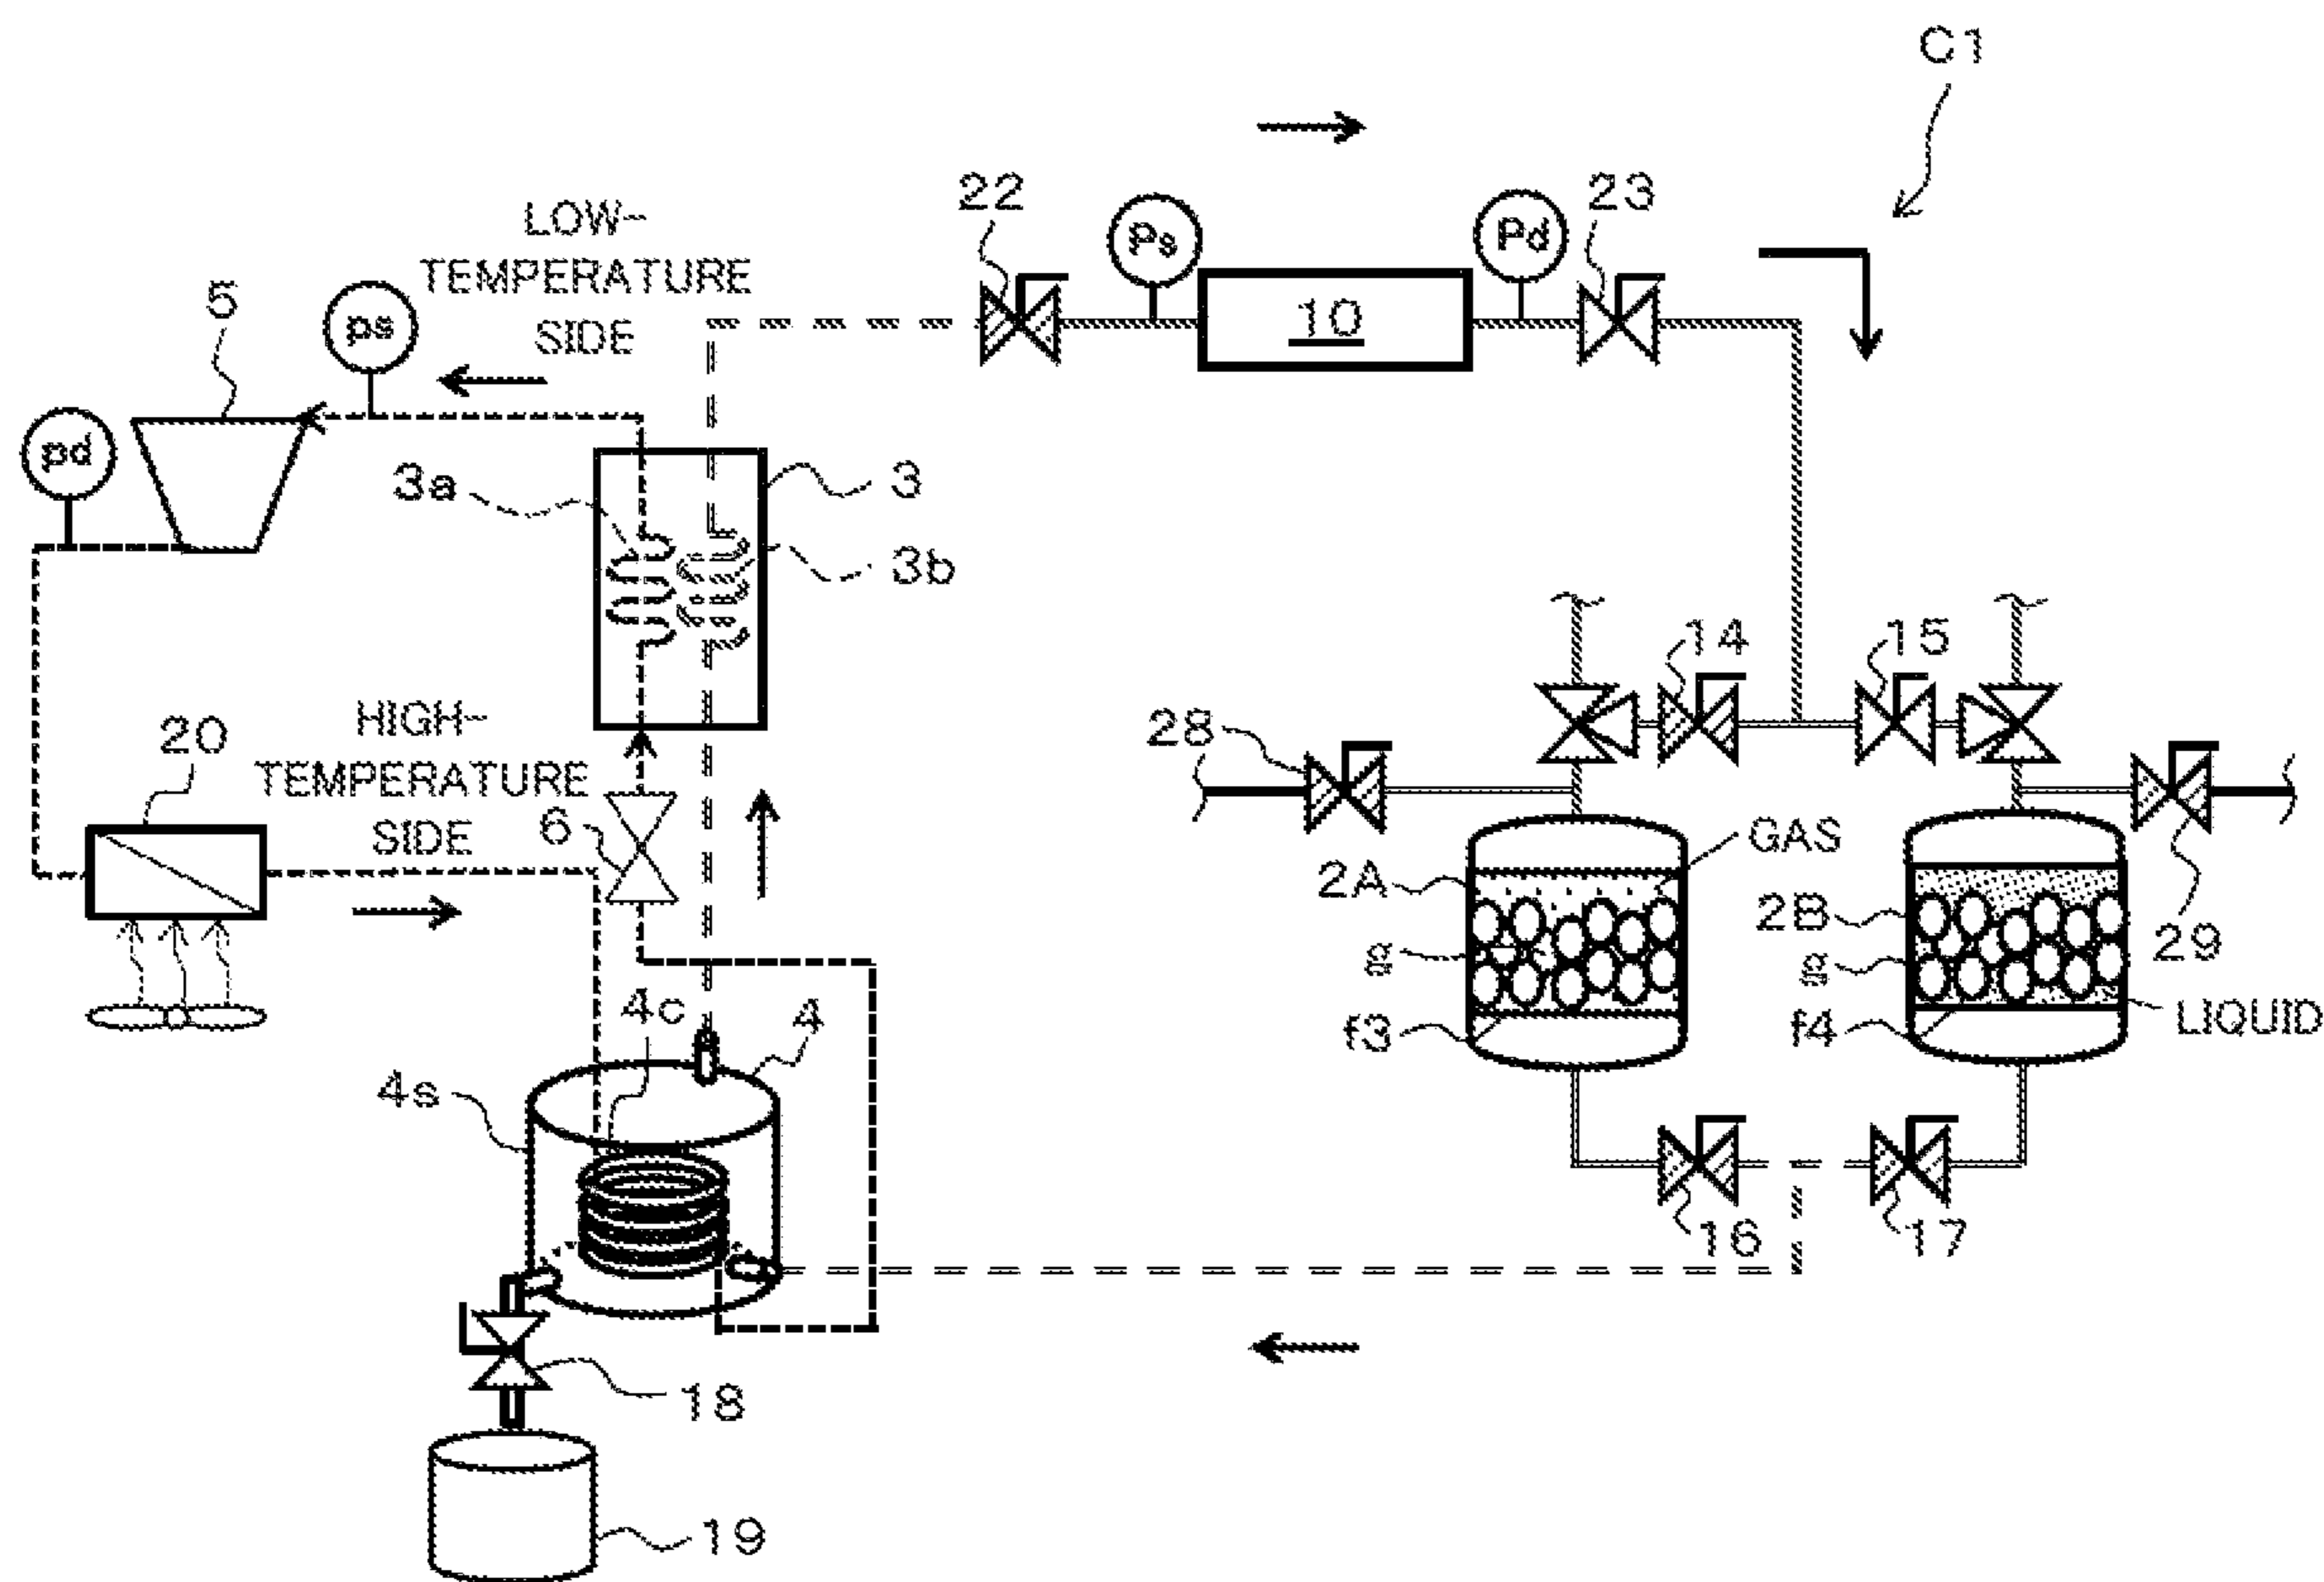 C1
22
Ps
Pd
23
LOW-
TEMPERATURE
SIDE
10
5
ps
pd
3a
3
3b
14
15
28
20
HIGH-
TEMPERATURE
SIDE
6
GAS
2A
2B
29
g
g
f3
f4
LIQUID
4c
4
4s
16
17
18
19